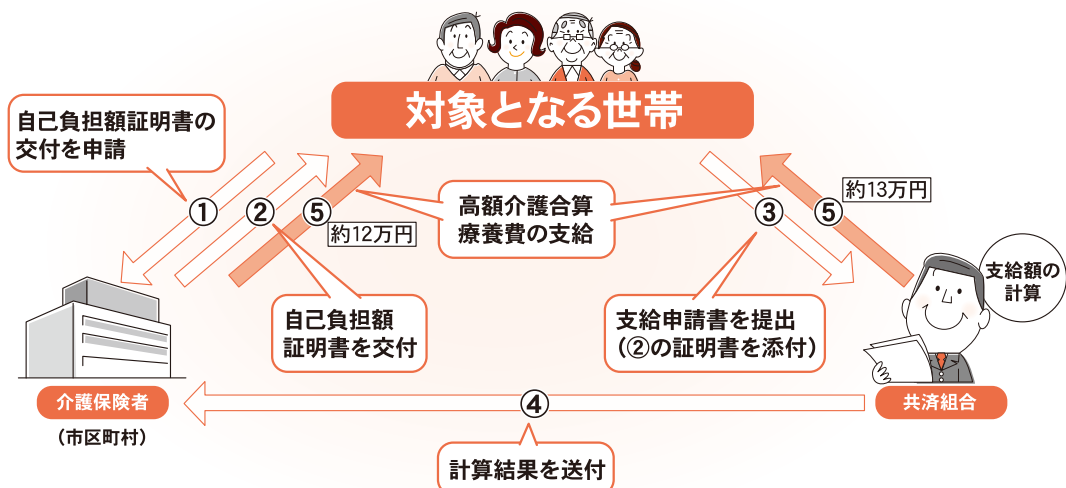 対象となる世帯
自己負担額証明書の
交付を申請
①
②
⑤
約12万円
高額介護合算
療養費の支給
③
⑤
約13万円
支給額の
計算
自己負担額
証明書を交付
支給申請書を提出
（②の証明書を添付）
介護保険者
（市区町村）
④
共済組合
計算結果を送付